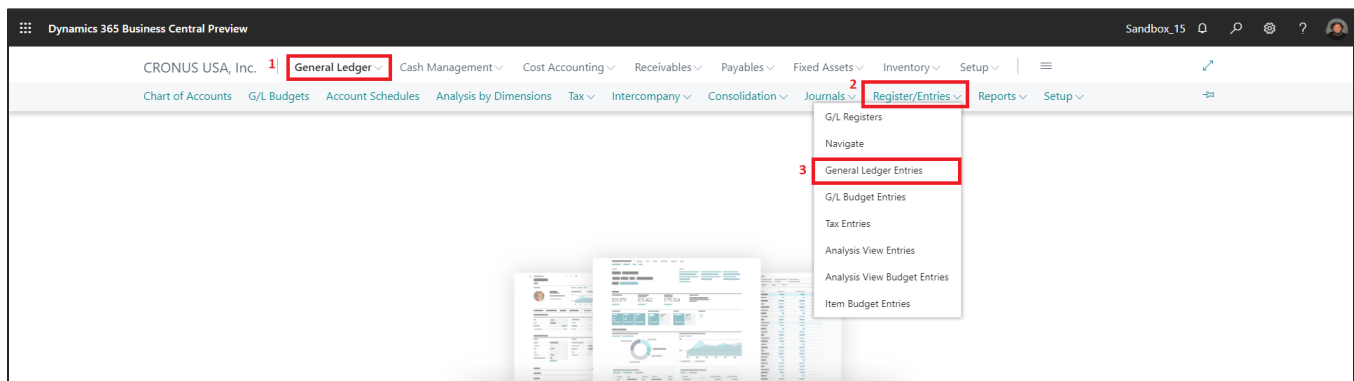 Dynamics 365 Business Central Preview Sandbox_15 ?
CRONUS USA, Inc. 1 General Ledger Cash Management Cost Accounting Receivables Payables Fixed Assets Inventory Setup
2
Chart of Accounts G/L Budgets Account Schedules Analysis by Dimensions Tax Intercompany Consolidation Journals Register/Entries Reports Setup
G/L Registers
Navigate
3 General Ledger Entries
G/L Budget Entries
Tax Entries
Analysis View Entries
Analysis View Budget Entries
Item Budget Entries